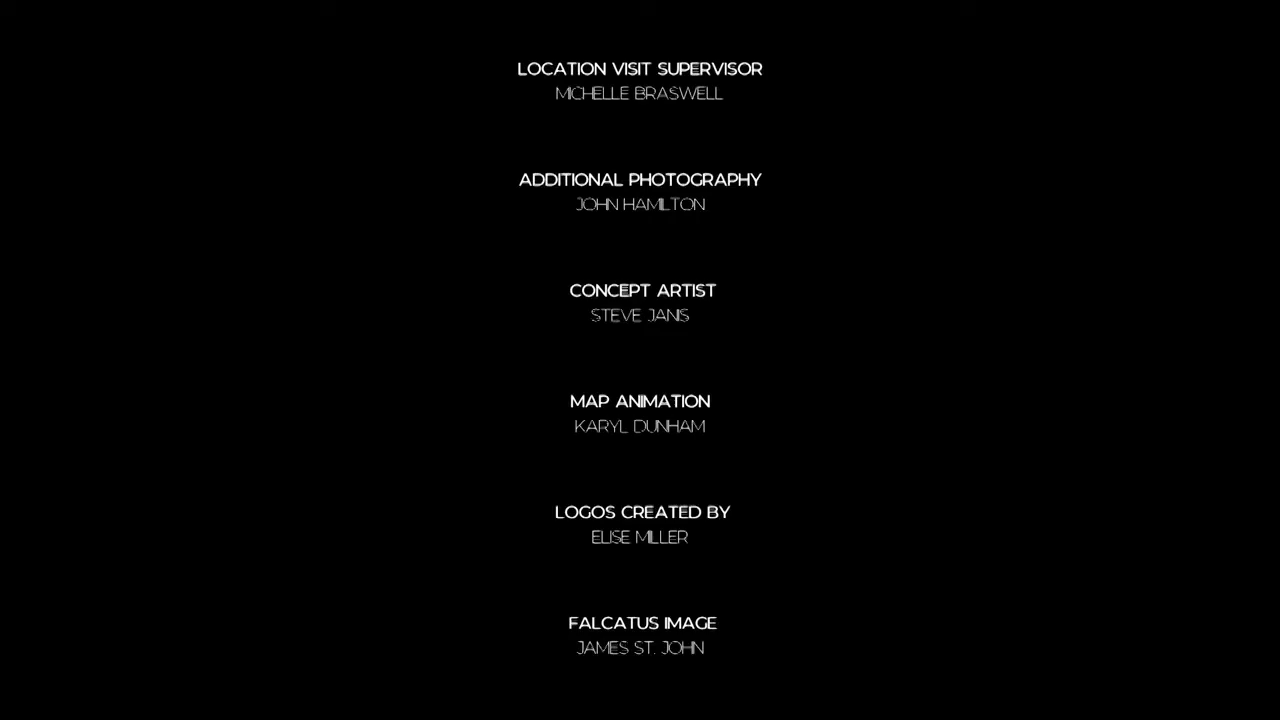 LOCATION VISIT SUPERVISOR
MICHELLE BRASWELL
ADDITIONAL PHOTOGRAPHY
JOHN HAMILTON
CONCEPT ARTIST
STEVE JANIS
MAP ANIMATION
KARYL DUNHAM
LOGOS CREATED BY
ELISE MILLER
FALCATUS IMAGE
JAMES ST. JOHN